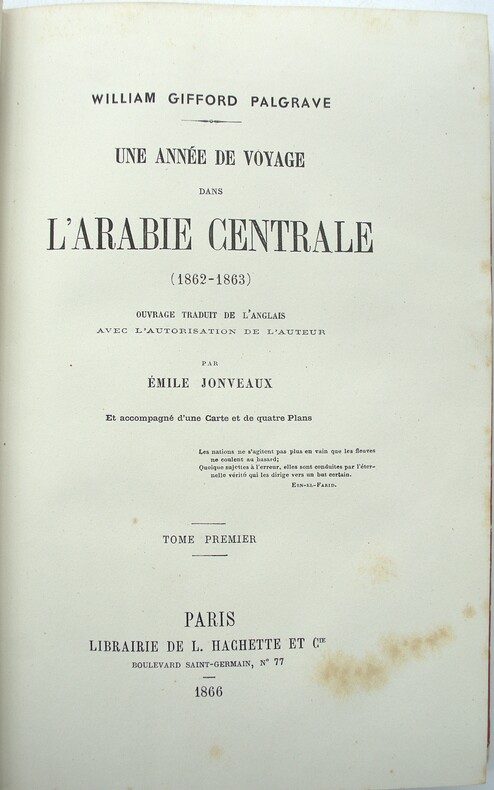 WILLIAM GIFFORD PALGRAVE
UNE ANNÉE DE VOYAGE
DANS
L'ARABIE CENTRALE
(1862-1863)
OUVRAGE TRADUIT DE L'ANGLAIS
AVEC L'AUTORISATION DE L'AUTEUR
PAR
ÉMILE JONVEAUX
Et accompagné d'une Carte et de quatre Plans
Les nations ne s'agitent pas plus en vain que les fleuves
ne coulent au hasard;
Quoique sujettes à l'erreur, elles sont conduites par l'éter-
nelle vérité qui les dirige vers un but certain.
EBN-EL-FARID.
TOME PREMIER
PARIS
LIBRAIRIE DE L. HACHETTE ET Cie
BOULEVARD SAINT-GERMAIN, N° 77
1866